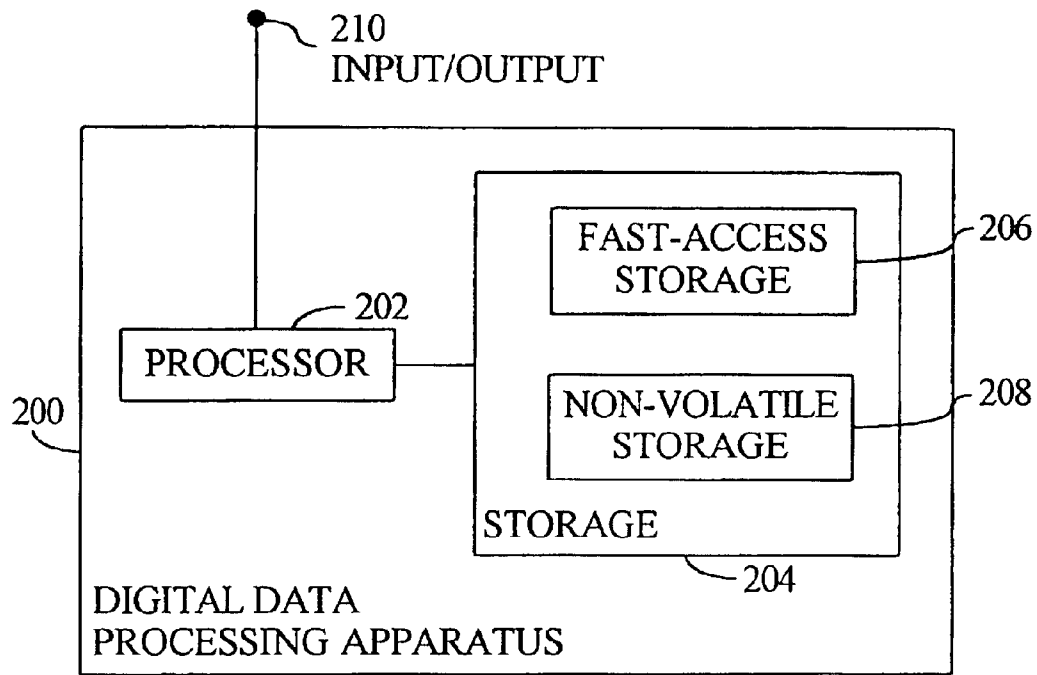 210
INPUT/OUTPUT
FAST-ACCESS
STORAGE
206
202
PROCESSOR
200
NON-VOLATILE
STORAGE
208
STORAGE
204
DIGITAL DATA
PROCESSING APPARATUS